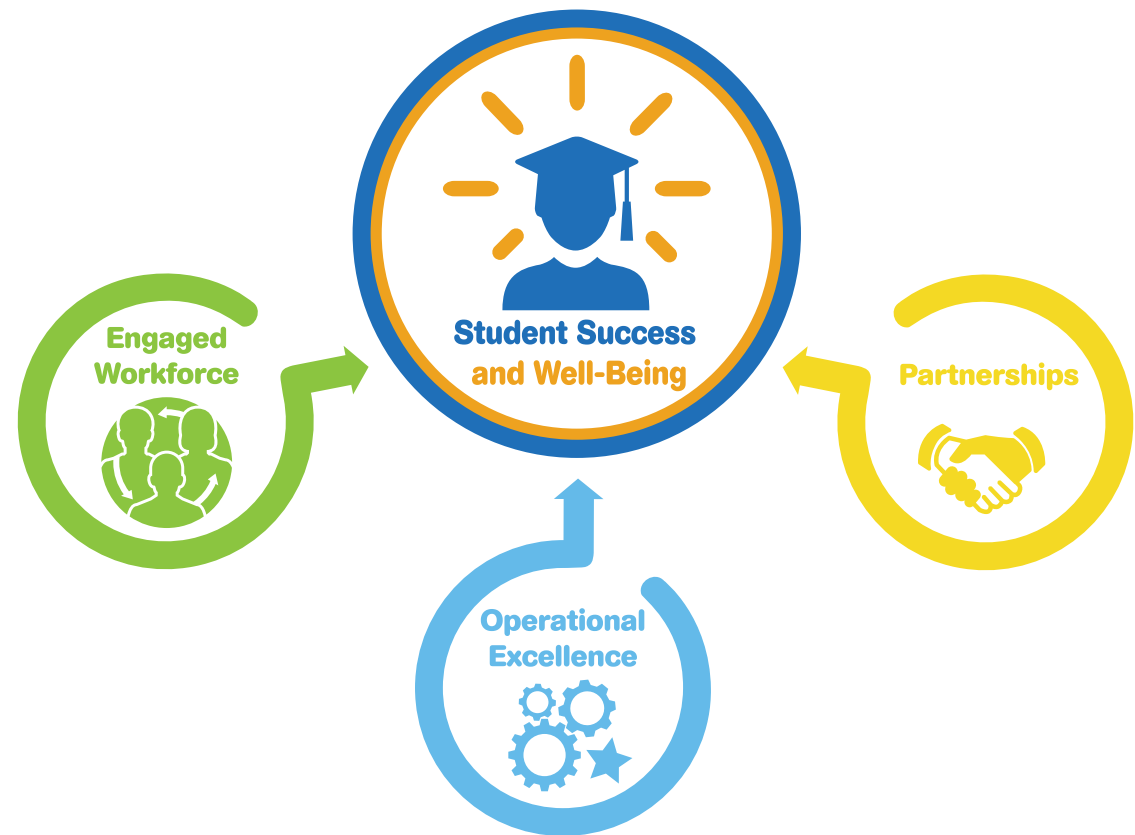 Student Success
and Well-Being
Engaged
Workforce
Partnerships
Operational
Excellence